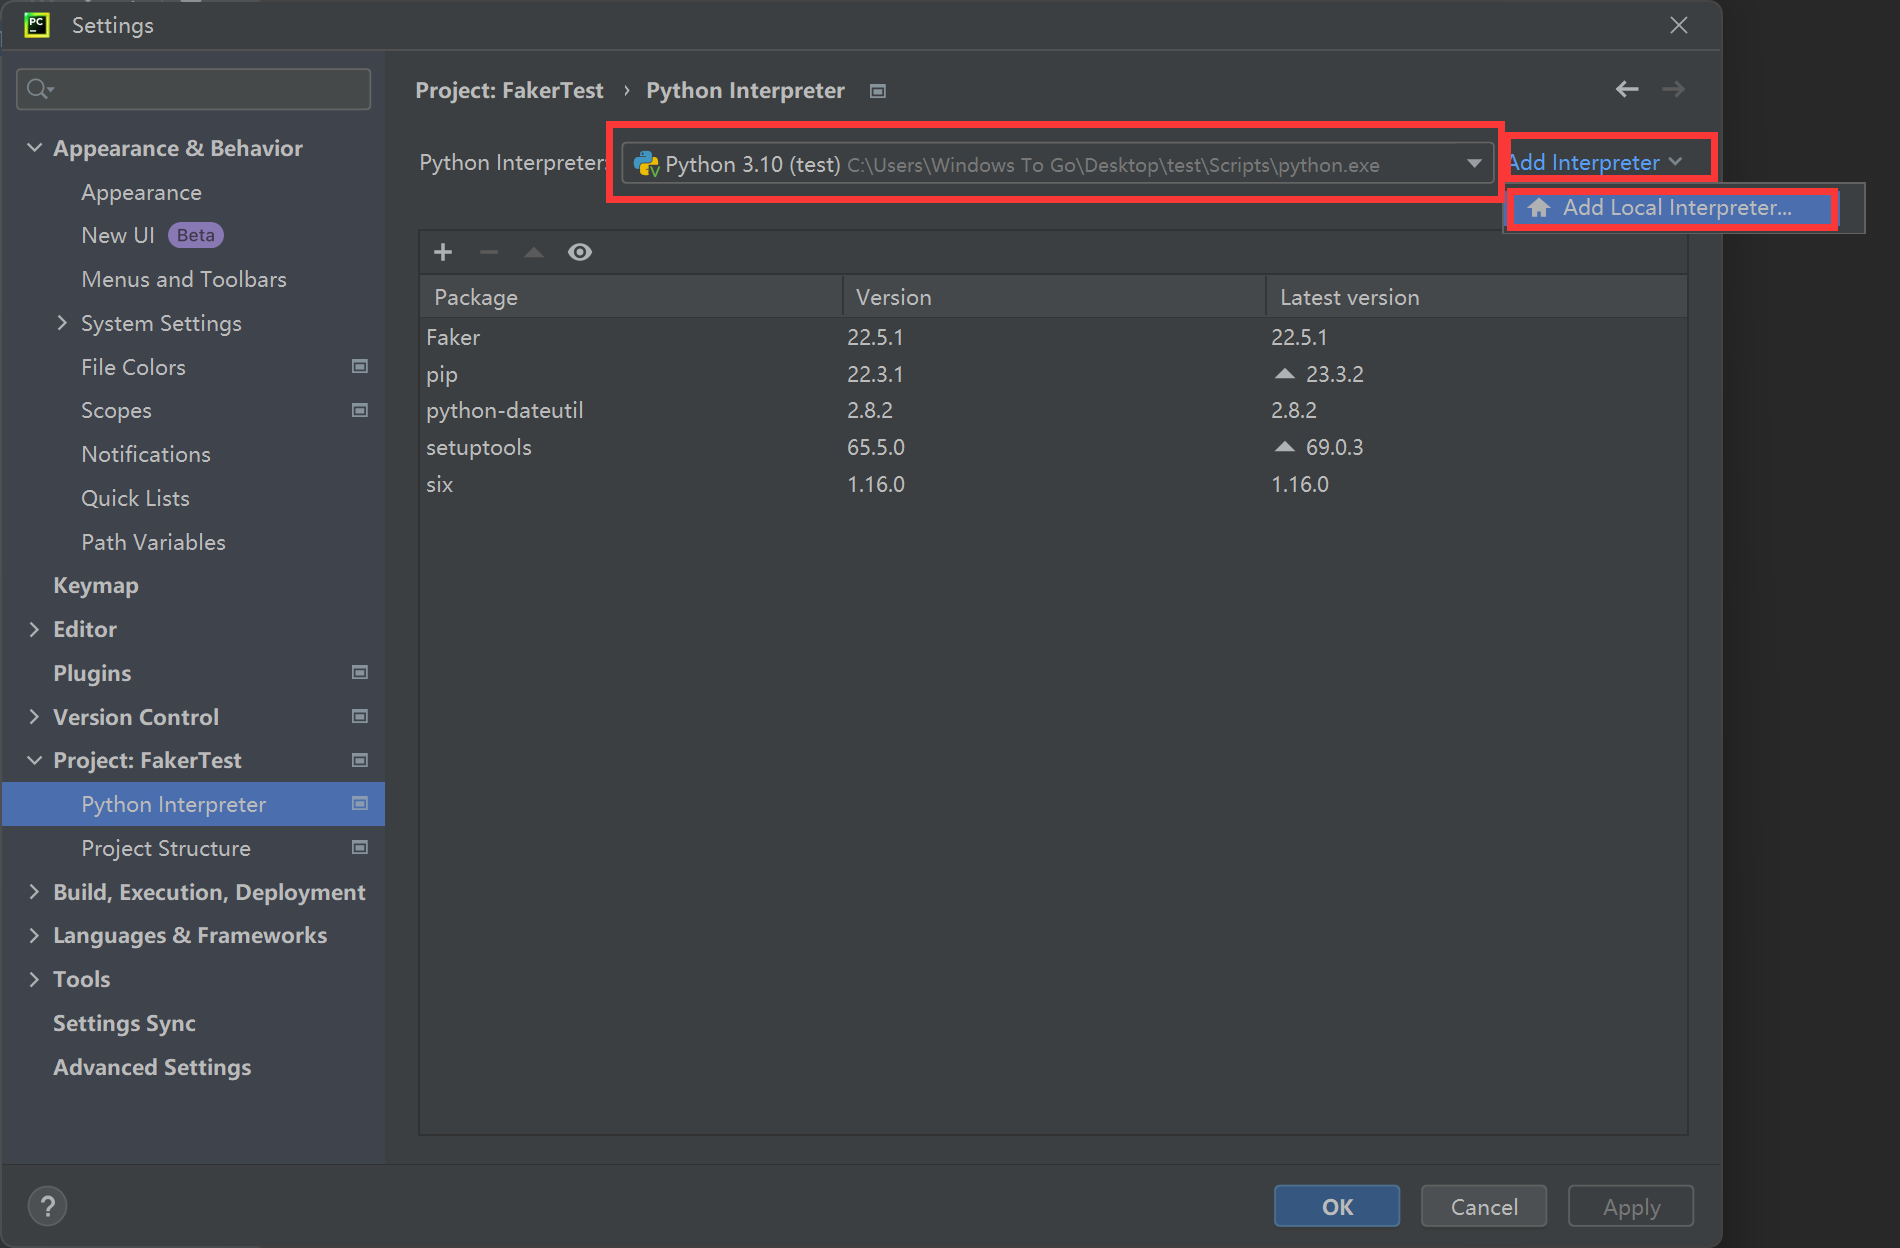 Settings
Project: FakerTest › Python Interpreter
Python Interpreter: Python 3.10 (test) C:\Users\Windows To Go\Desktop\test\Scripts\python.exe Add Interpreter
Add Local Interpreter...
Appearance & Behavior
Appearance
New UI Beta
Menus and Toolbars
System Settings
File Colors
Scopes
Notifications
Quick Lists
Path Variables
Keymap
Editor
Plugins
Version Control
Project: FakerTest
Python Interpreter
Project Structure
Build, Execution, Deployment
Languages & Frameworks
Tools
Settings Sync
Advanced Settings
Package Version Latest version
Faker 22.5.1 22.5.1
pip 22.3.1 23.3.2
python-dateutil 2.8.2 2.8.2
setuptools 65.5.0 69.0.3
six 1.16.0 1.16.0
? OK Cancel Apply